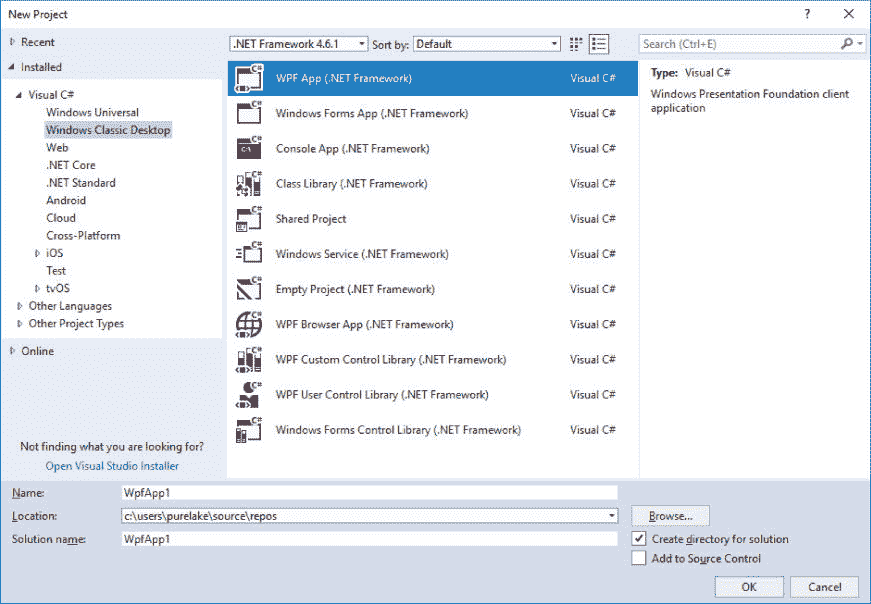 New Project
?
Recent
Installed
Visual C#
Windows Universal
Windows Classic Desktop
Web
.NET Core
.NET Standard
Android
Cloud
Cross-Platform
iOS
Test
tvOS
Other Languages
Other Project Types
Online
Not finding what you are looking for?
Open Visual Studio Installer
.NET Framework 4.6.1 Sort by: Default
WPF App (.NET Framework) Visual C#
Windows Forms App (.NET Framework) Visual C#
Console App (.NET Framework) Visual C#
Class Library (.NET Framework) Visual C#
Shared Project Visual C#
Windows Service (.NET Framework) Visual C#
Empty Project (.NET Framework) Visual C#
WPF Browser App (.NET Framework) Visual C#
WPF Custom Control Library (.NET Framework) Visual C#
WPF User Control Library (.NET Framework) Visual C#
Windows Forms Control Library (.NET Framework) Visual C#
Search (Ctrl+E)
Type: Visual C#
Windows Presentation Foundation client
application
Name: WpfApp1
Location: c:\users\purelake\source\repos
Browse...
Solution name: WpfApp1
Create directory for solution
Add to Source Control
OK Cancel